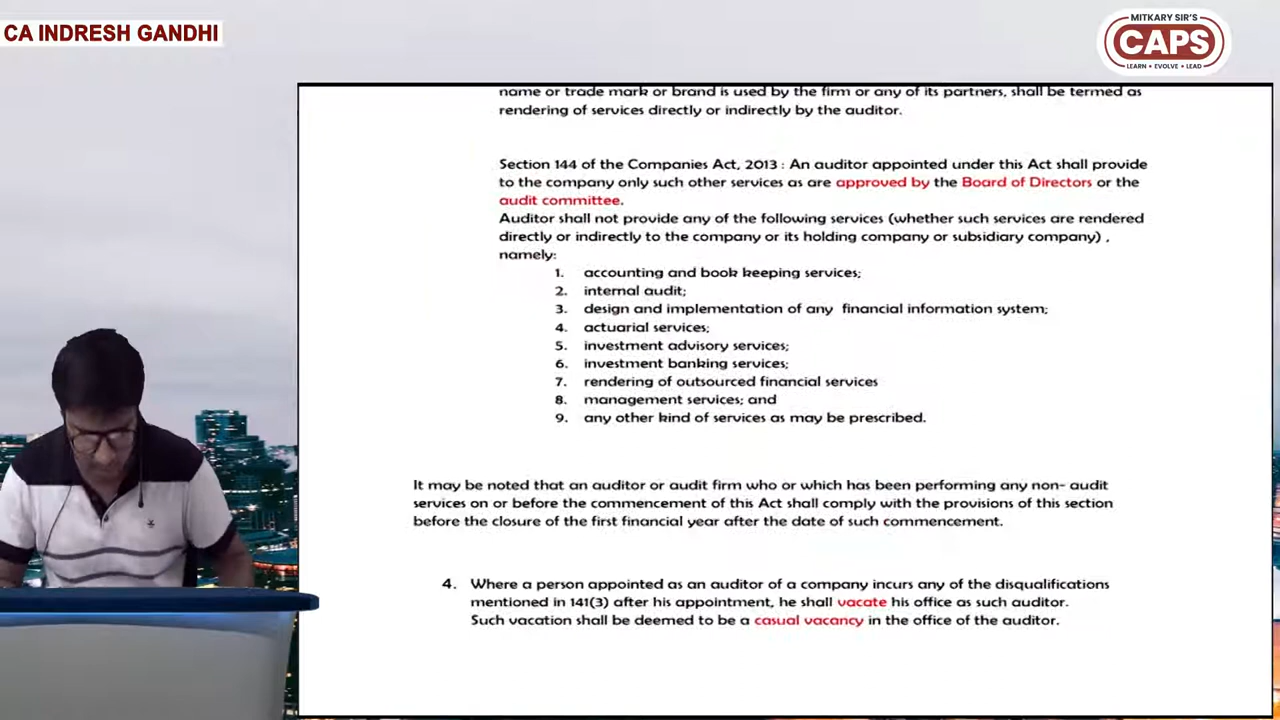 CA INDRESH GANDHI
MITKARY SIR'S
CAPS
LEARN • EVOLVE • LEAD
name or trade mark or brand is used by the firm or any of its partners, shall be termed as
rendering of services directly or indirectly by the auditor.
Section 144 of the Companies Act, 2013 : An auditor appointed under this Act shall provide
to the company only such other services as are approved by the Board of Directors or the
audit committee.
Auditor shall not provide any of the following services (whether such services are rendered
directly or indirectly to the company or its holding company or subsidiary company) ,
namely:
1. accounting and book keeping services;
2. internal audit;
3. design and implementation of any financial information system;
4. actuarial services;
5. investment advisory services;
6. investment banking services;
7. rendering of outsourced financial services
8. management services; and
9. any other kind of services as may be prescribed.
It may be noted that an auditor or audit firm who or which has been performing any non- audit
services on or before the commencement of this Act shall comply with the provisions of this section
before the closure of the first financial year after the date of such commencement.
4. Where a person appointed as an auditor of a company incurs any of the disqualifications
mentioned in 141(3) after his appointment, he shall vacate his office as such auditor.
Such vacation shall be deemed to be a casual vacancy in the office of the auditor.